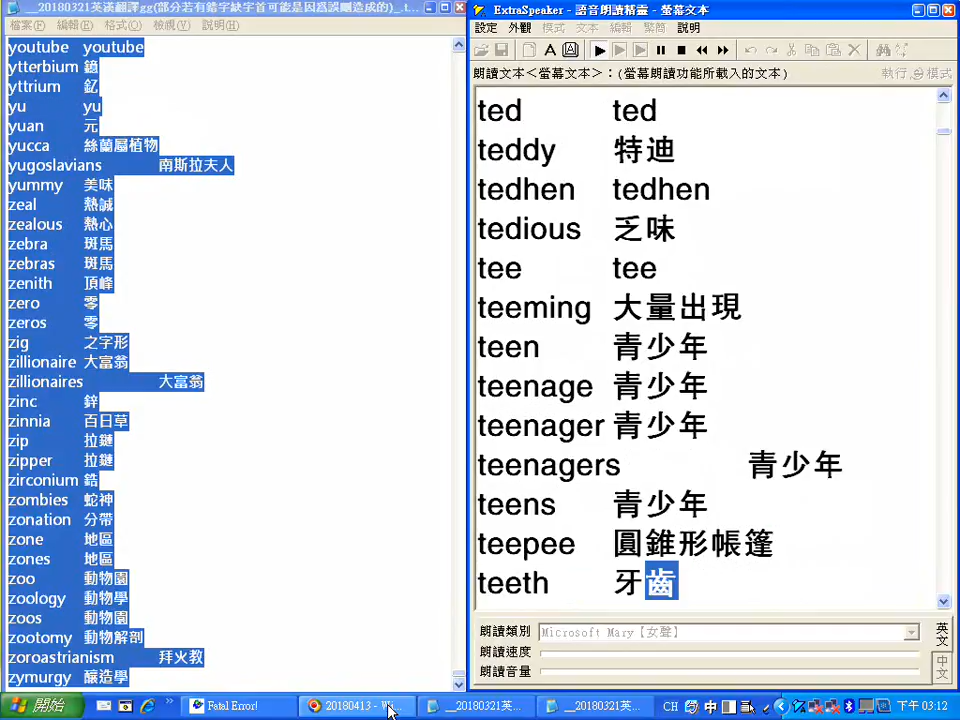 __20180321英漢翻譯gg(部分若有錯字缺字首可能是因為誤刪造成的)_.t...
檔案(F) 編輯(E) 格式(O) 檢視(V) 說明(H)
youtube youtube
ytterbium 鐿
yttrium 釔
yu yu
yuan 元
yucca 絲蘭屬植物
yugoslavians 南斯拉夫人
yummy 美味
zeal 熱誠
zealous 熱心
zebra 斑馬
zebras 斑馬
zenith 頂峰
zero 零
zeros 零
zig 之字形
zillionaire 大富翁
zillionaires 大富翁
zinc 鋅
zinnia 百日草
zip 拉鏈
zipper 拉鏈
zirconium 鋯
zombies 蛇神
zonation 分帶
zone 地區
zones 地區
zoo 動物園
zoology 動物學
zoos 動物園
zootomy 動物解剖
zoroastrianism 拜火教
zymurgy 釀造學
ExtraSpeaker - 語音朗讀精靈 - 螢幕文本
設定 外觀 模式 文本 編輯 繁簡 說明
朗讀文本<螢幕文本>：(螢幕朗讀功能所載入的文本)
執行 模式
ted ted
teddy 特迪
tedhen tedhen
tedious 乏味
tee tee
teeming 大量出現
teen 青少年
teenage 青少年
teenager 青少年
teenagers 青少年
teens 青少年
teepee 圓錐形帳篷
teeth 牙齒
朗讀類別 Microsoft Mary【女聲】
朗讀速度
朗讀音量
英文
中文
開始 Fatal Error! 20180413 - W... __20180321英... __20180321英... CH 中 下午 03:12